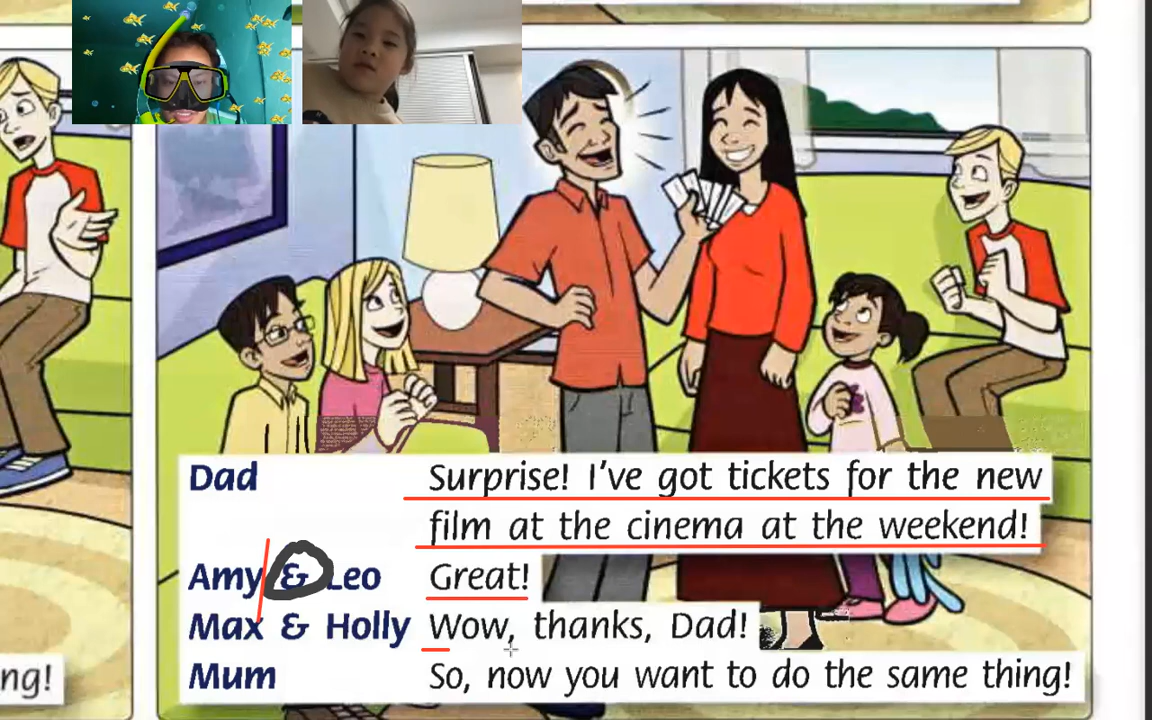 Dad Surprise! I've got tickets for the new
film at the cinema at the weekend!
Amy & Leo Great!
Max & Holly Wow, thanks, Dad!
Mum So, now you want to do the same thing!
ng!